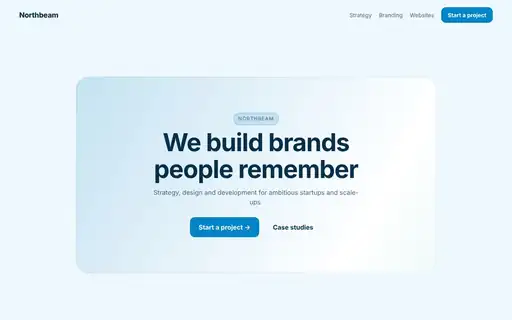 Northbeam
Strategy Branding Websites Start a project
NORTHBEAM
We build brands
people remember
Strategy, design and development for ambitious startups and scale-
ups
Start a project → Case studies